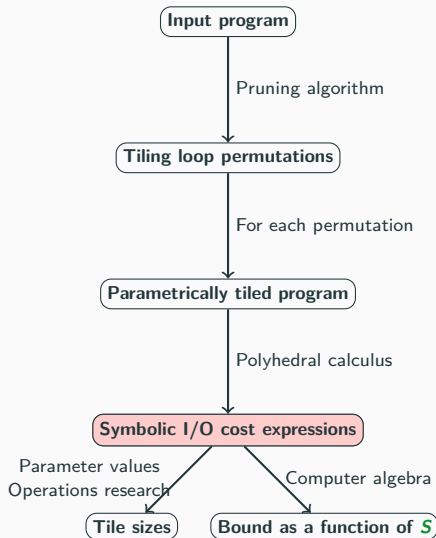 Input program
Pruning algorithm
Tiling loop permutations
For each permutation
Parametrically tiled program
Polyhedral calculus
Symbolic I/O cost expressions
Parameter values
Operations research
Computer algebra
Tile sizes
Bound as a function of S